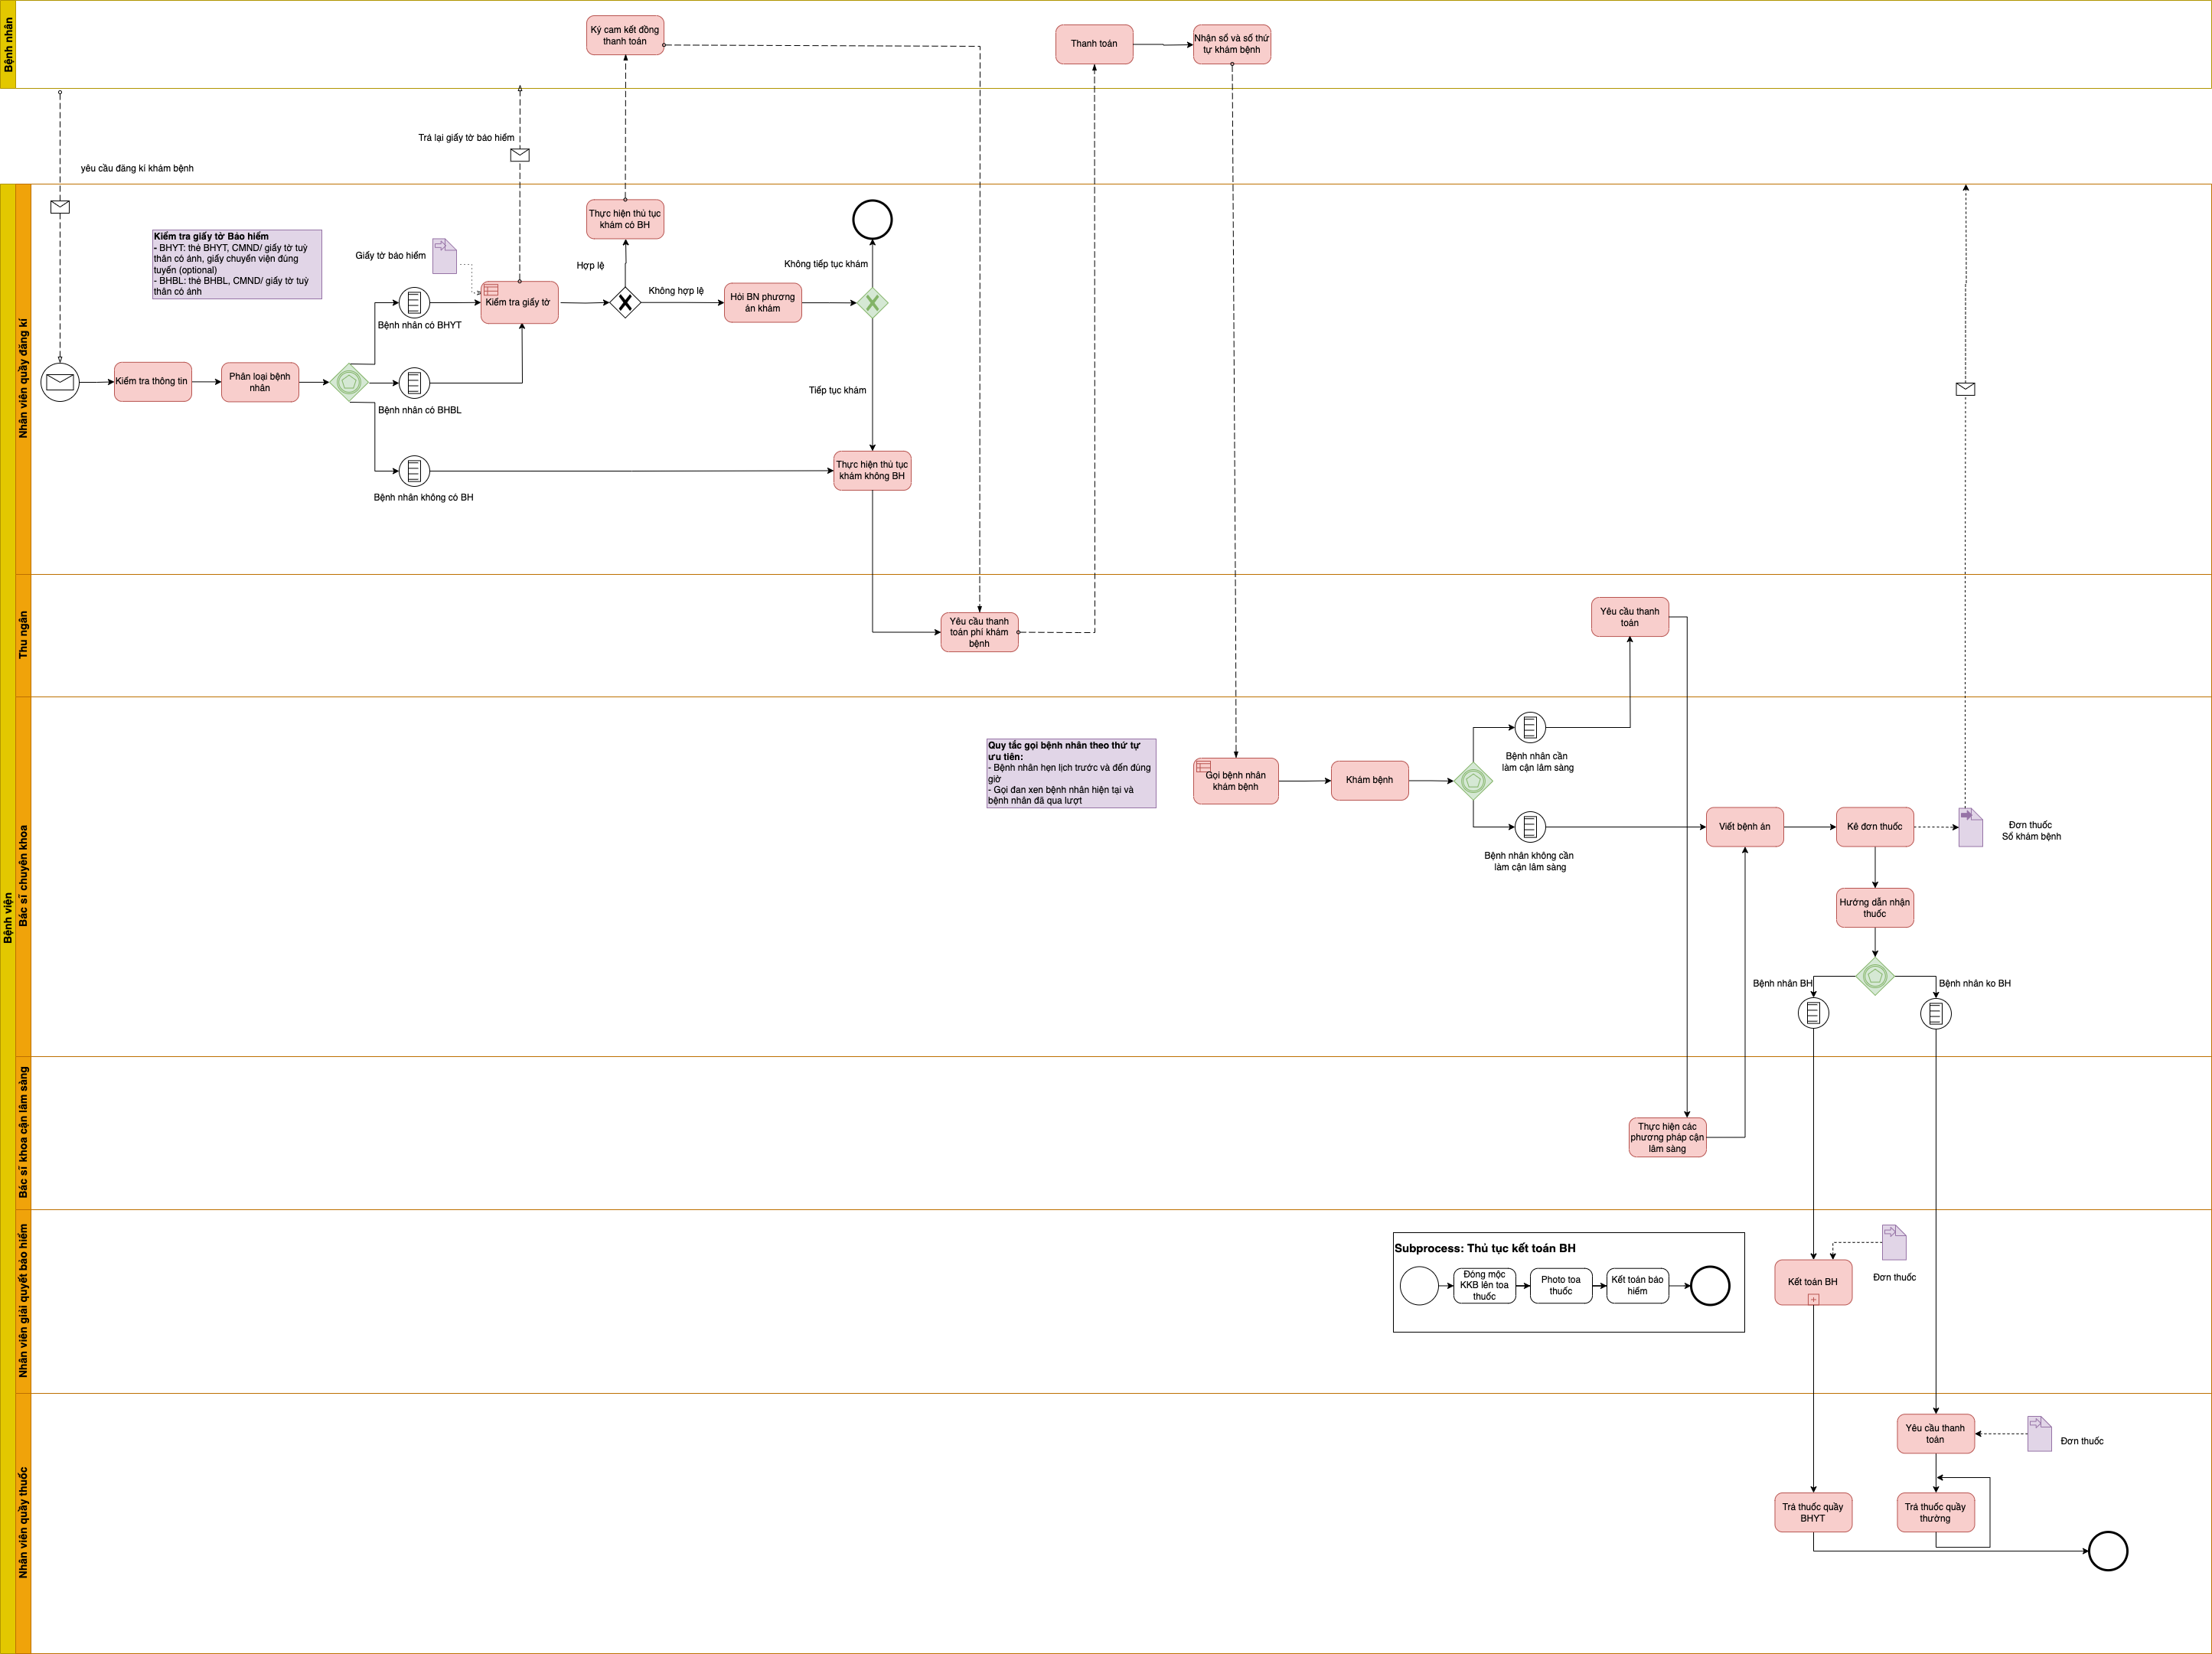 Bệnh nhân
Ký cam kết đồng
thanh toán
Thanh toán
Nhận sổ và số thứ
tự khám bệnh
yêu cầu đăng kí khám bệnh
Trả lại giấy tờ bảo hiểm
Bệnh viện
Nhân viên quầy đăng kí
Kiểm tra giấy tờ Bảo hiểm
- BHYT: thẻ BHYT, CMND/ giấy tờ tuỳ
thân có ảnh, giấy chuyển viện đúng
tuyến (optional)
- BHBL: thẻ BHBL, CMND/ giấy tờ tuỳ
thân có ảnh
Giấy tờ bảo hiểm
Thực hiện thủ tục
khám có BH
Hợp lệ
Không tiếp tục khám
Kiểm tra giấy tờ
Không hợp lệ
Hỏi BN phương
án khám
Bệnh nhân có BHYT
Kiểm tra thông tin
Phân loại bệnh
nhân
Bệnh nhân có BHBL
Tiếp tục khám
Thực hiện thủ tục
khám không BH
Bệnh nhân không có BH
Thu ngân
Yêu cầu thanh
toán phí khám
bệnh
Yêu cầu thanh
toán
Bác sĩ chuyên khoa
Quy tắc gọi bệnh nhân theo thứ tự
ưu tiên:
- Bệnh nhân hẹn lịch trước và đến đúng
giờ
- Gọi đan xen bệnh nhân hiện tại và
bệnh nhân đã qua lượt
Gọi bệnh nhân
khám bệnh
Khám bệnh
Bệnh nhân cần
làm cận lâm sàng
Bệnh nhân không cần
làm cận lâm sàng
Viết bệnh án
Kê đơn thuốc
Đơn thuốc
Sổ khám bệnh
Hướng dẫn nhận
thuốc
Bệnh nhân BH
Bệnh nhân ko BH
Bác sĩ khoa cận lâm sàng
Thực hiện các
phương pháp cận
lâm sàng
Nhân viên giải quyết bảo hiểm
Subprocess: Thủ tục kết toán BH
Đóng mộc
KKB lên toa
thuốc
Photo toa
thuốc
Kết toán bảo
hiểm
Kết toán BH
Đơn thuốc
Nhân viên quầy thuốc
Yêu cầu thanh
toán
Đơn thuốc
Trả thuốc quầy
BHYT
Trả thuốc quầy
thường